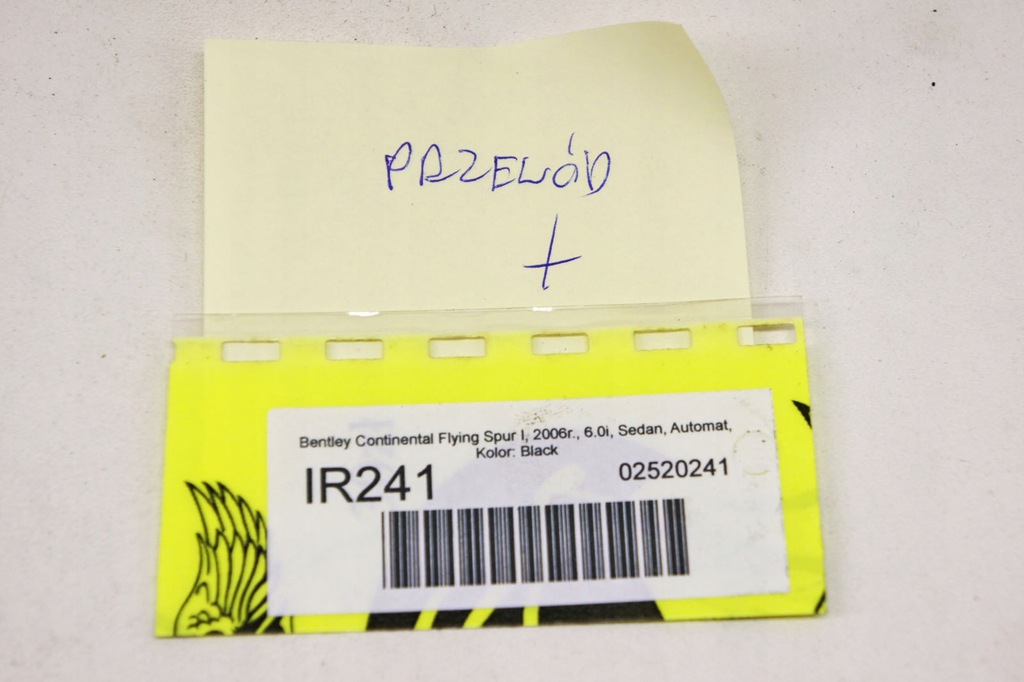 PRZEWÓD
+
Bentley Continental Flying Spur I, 2006r., 6.0i, Sedan, Automat,
Kolor: Black
IR241 02520241